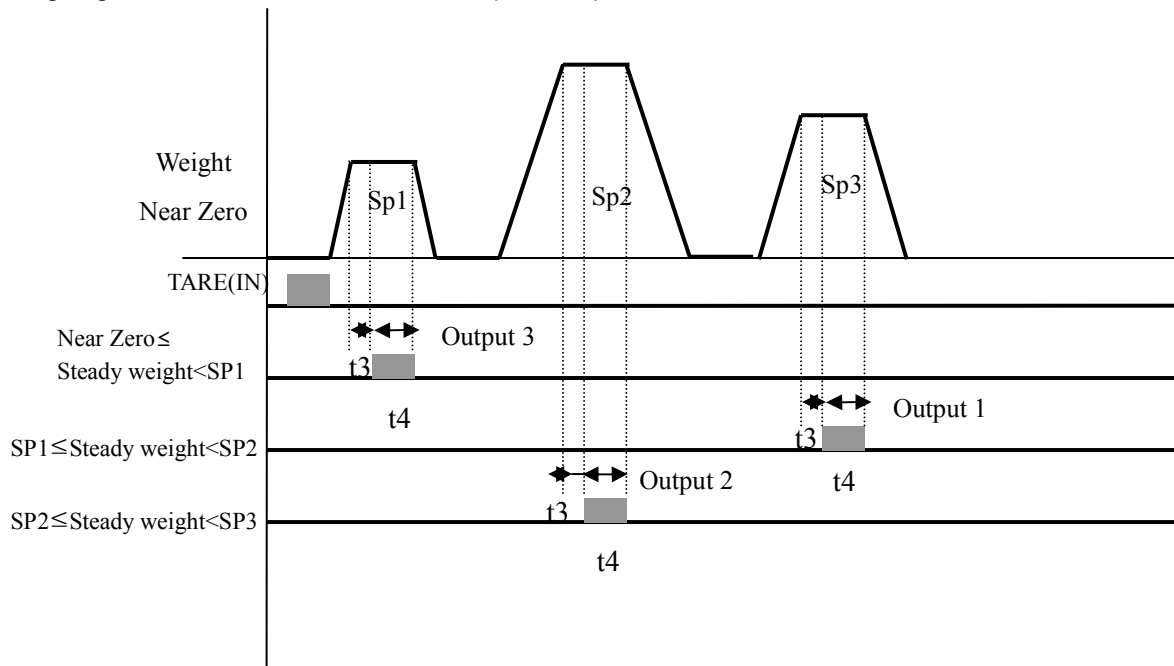 Weight
Near Zero
Sp1
Sp2
Sp3
TARE(IN)
Near Zero≤
Steady weight<SP1
t3
Output 3
t4
SP1≤Steady weight<SP2
t3
Output 1
t4
SP2≤Steady weight<SP3
t3
Output 2
t4